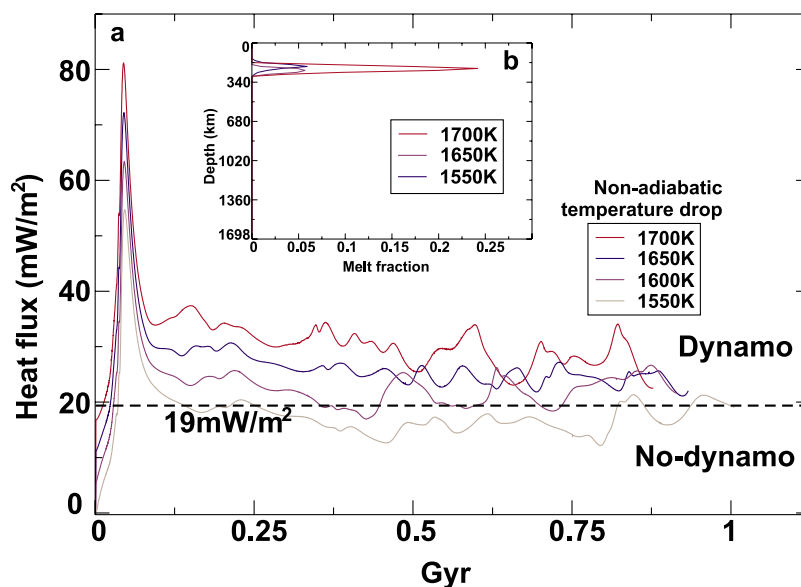 a
b
Heat flux (mW/m²)
80
60
40
20
0
0
340
680
1020
1360
1698
Depth (km)
1700K
1650K
1550K
0
0.05
0.1
0.15
0.2
0.25
Melt fraction
Non-adiabatic
temperature drop
1700K
1650K
1600K
1550K
Dynamo
19mW/m²
No-dynamo
0
0.25
0.5
0.75
1
Gyr